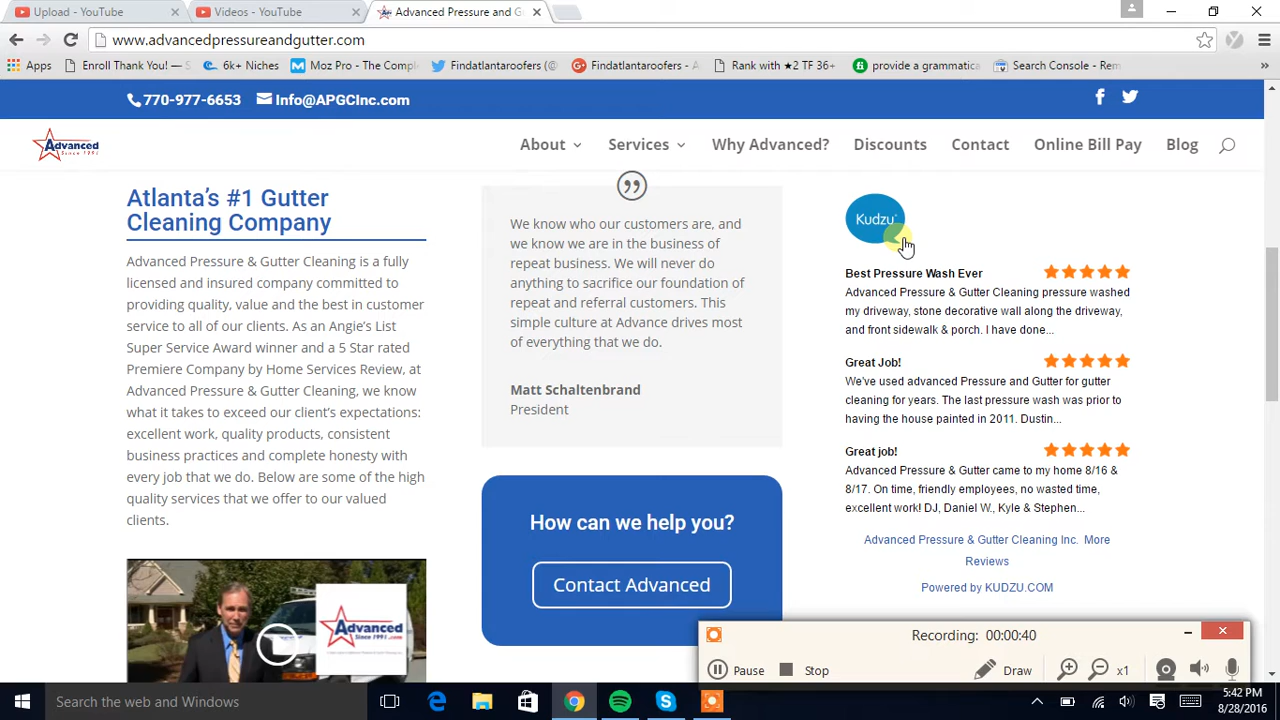 Upload - YouTube
Videos - YouTube
Advanced Pressure and G
www.advancedpressureandgutter.com
Apps
Enroll Thank You! —
6k+ Niches
Moz Pro - The Compl
Findatlantaroofers (@
Findatlantaroofers - A
Rank with ★2 TF 36+
provide a grammatica
Search Console - Rem
770-977-6653
Info@APGCInc.com
Advanced
Since 1991
About
Services
Why Advanced?
Discounts
Contact
Online Bill Pay
Blog
Atlanta's #1 Gutter
Cleaning Company
Advanced Pressure & Gutter Cleaning is a fully
licensed and insured company committed to
providing quality, value and the best in customer
service to all of our clients. As an Angie's List
Super Service Award winner and a 5 Star rated
Premiere Company by Home Services Review, at
Advanced Pressure & Gutter Cleaning, we know
what it takes to exceed our client's expectations:
excellent work, quality products, consistent
business practices and complete honesty with
every job that we do. Below are some of the high
quality services that we offer to our valued
clients.
Advanced
Since 1991.com
We know who our customers are, and
we know we are in the business of
repeat business. We will never do
anything to sacrifice our foundation of
repeat and referral customers. This
simple culture at Advance drives most
of everything that we do.
Matt Schaltenbrand
President
How can we help you?
Contact Advanced
Kudzu
Best Pressure Wash Ever
Advanced Pressure & Gutter Cleaning pressure washed
my driveway, stone decorative wall along the driveway,
and front sidewalk & porch. I have done...
Great Job!
We've used advanced Pressure and Gutter for gutter
cleaning for years. The last pressure wash was prior to
having the house painted in 2011. Dustin...
Great job!
Advanced Pressure & Gutter came to my home 8/16 &
8/17. On time, friendly employees, no wasted time,
excellent work! DJ, Daniel W., Kyle & Stephen...
Advanced Pressure & Gutter Cleaning Inc. More
Reviews
Powered by KUDZU.COM
Recording: 00:00:40
Pause
Stop
Draw
x1
Search the web and Windows
5:42 PM
8/28/2016